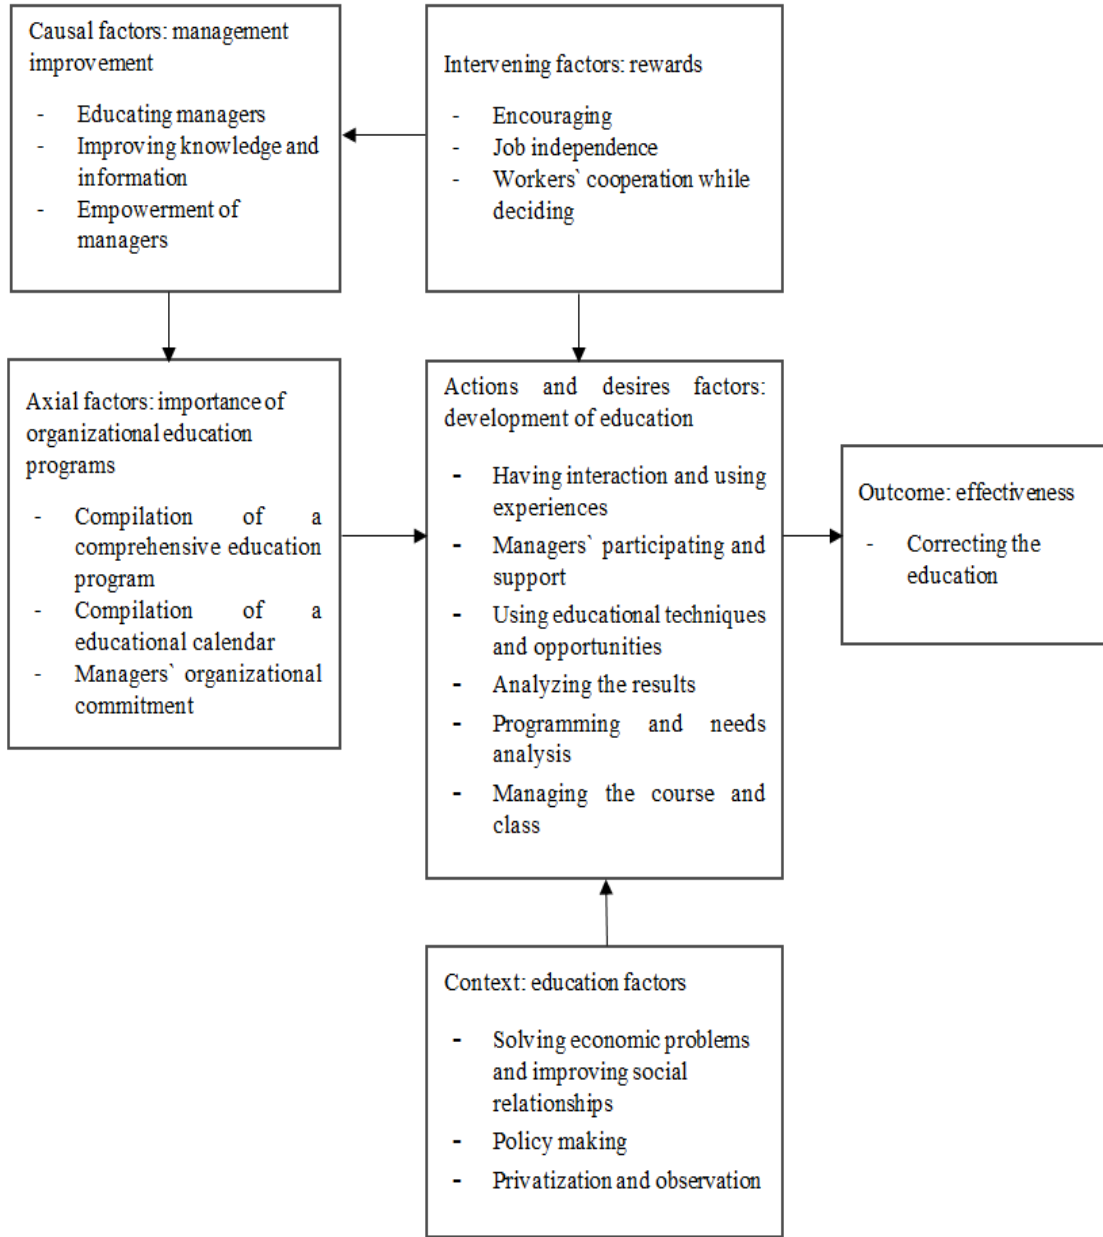 Causal factors: management
improvement
- Educating managers
- Improving knowledge and
information
- Empowerment of
managers
Intervening factors: rewards
- Encouraging
- Job independence
- Workers` cooperation while
deciding
Axial factors: importance of
organizational education
programs
- Compilation of a
comprehensive education
program
- Compilation of a
educational calendar
- Managers` organizational
commitment
Actions and desires factors:
development of education
- Having interaction and using
experiences
- Managers` participating and
support
- Using educational techniques
and opportunities
- Analyzing the results
- Programming and needs
analysis
- Managing the course and
class
Outcome: effectiveness
- Correcting the
education
Context: education factors
- Solving economic problems
and improving social
relationships
- Policy making
- Privatization and observation